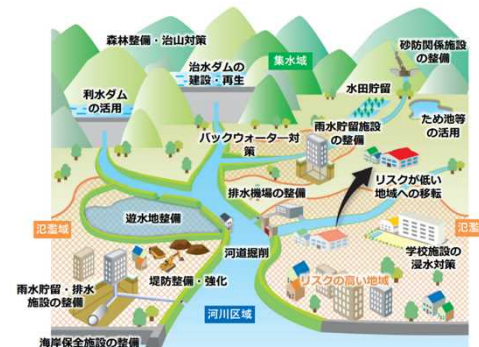 森林整備・治山対策
治水ダムの
建設・再生
集水域
砂防関係施設
の整備
利水ダム
の活用
水田貯留
ため池等
の活用
バックウォーター対
策
雨水貯留施設
の整備
排水機場の整備
リスクが低い
地域への移転
氾濫域
遊水地整備
氾濫
河道掘削
学校施設の
浸水対策
堤防整備・強化
リスクの高い地域
雨水貯留・排水
施設の整備
河川区域
海岸保全施設の整備